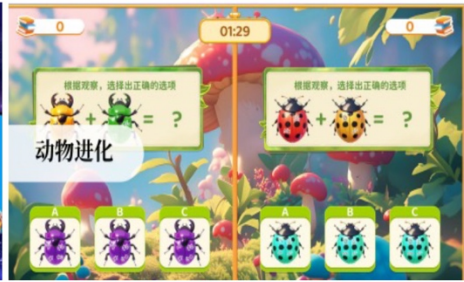 0
01:29
0
根据观察，选择出正确的选项
+ = ?
根据观察，选择出正确的选项
+ = ?
动物进化
A B C
A B C